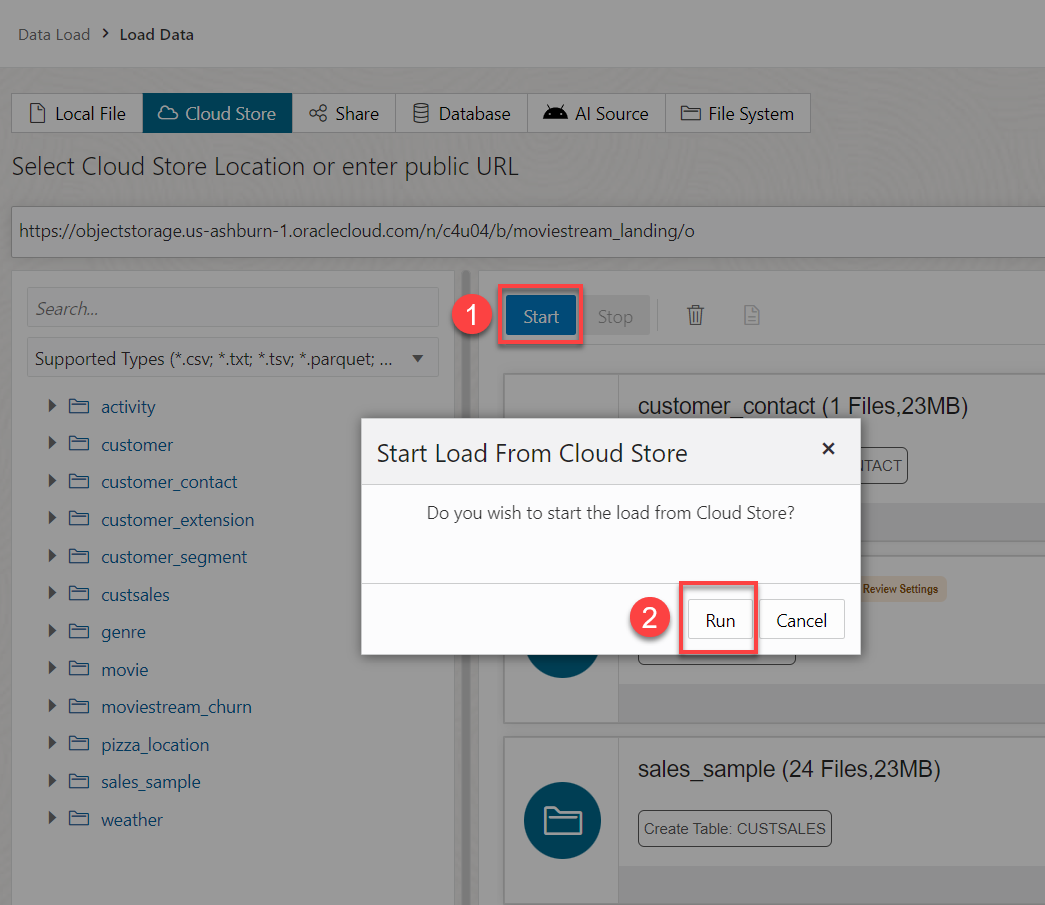 Data Load > Load Data
Local File Cloud Store Share Database AI Source File System
Select Cloud Store Location or enter public URL
https://objectstorage.us-ashburn-1.oraclecloud.com/n/c4u04/b/moviestream_landing/o
Search...
Supported Types (*.csv; *.txt; *.tsv; *.parquet; ...
activity
customer
customer_contact
customer_extension
customer_segment
custsales
genre
movie
moviestream_churn
pizza_location
sales_sample
weather
1 Start Stop
customer_contact (1 Files,23MB)
Start Load From Cloud Store ×
Do you wish to start the load from Cloud Store?
2 Run Cancel
Review Settings
sales_sample (24 Files,23MB)
Create Table: CUSTSALES